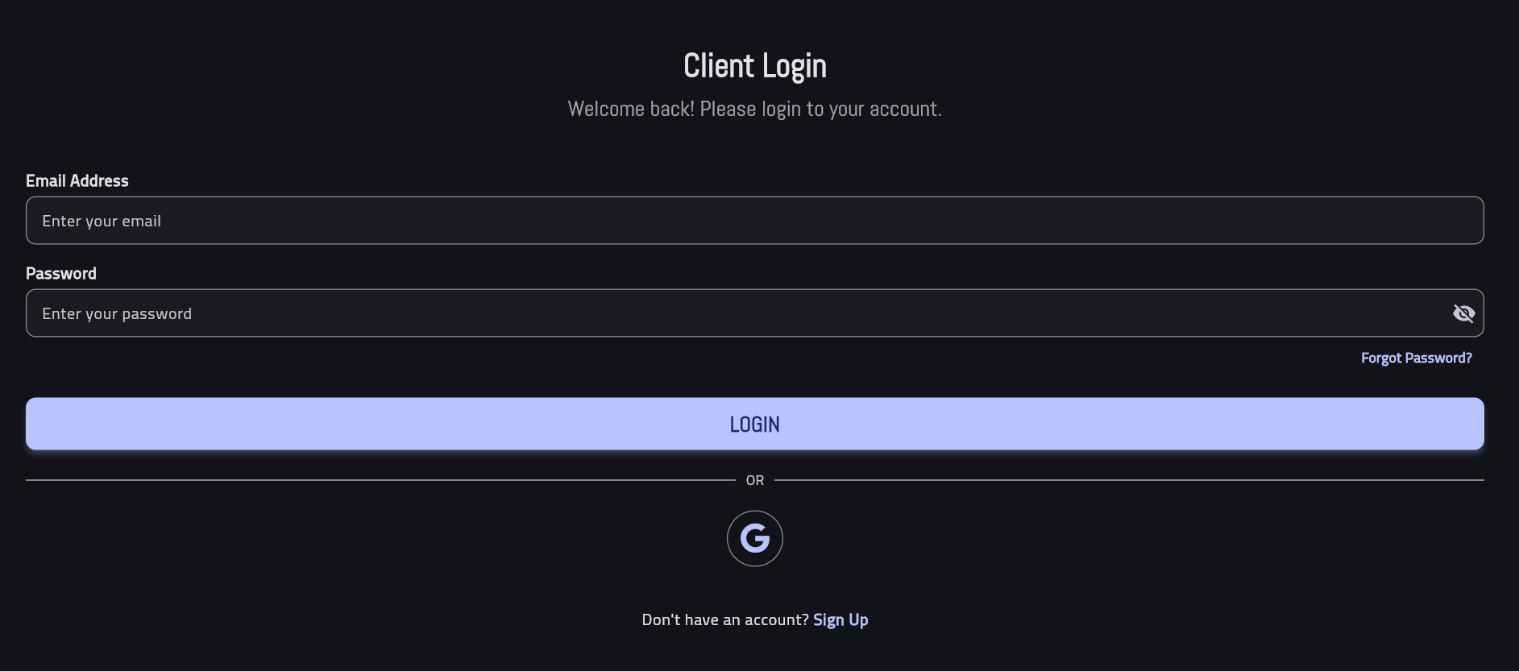 Client Login
Welcome back! Please login to your account.
Email Address
Enter your email
Password
Enter your password
Forgot Password?
LOGIN
OR
G
Don't have an account? Sign Up